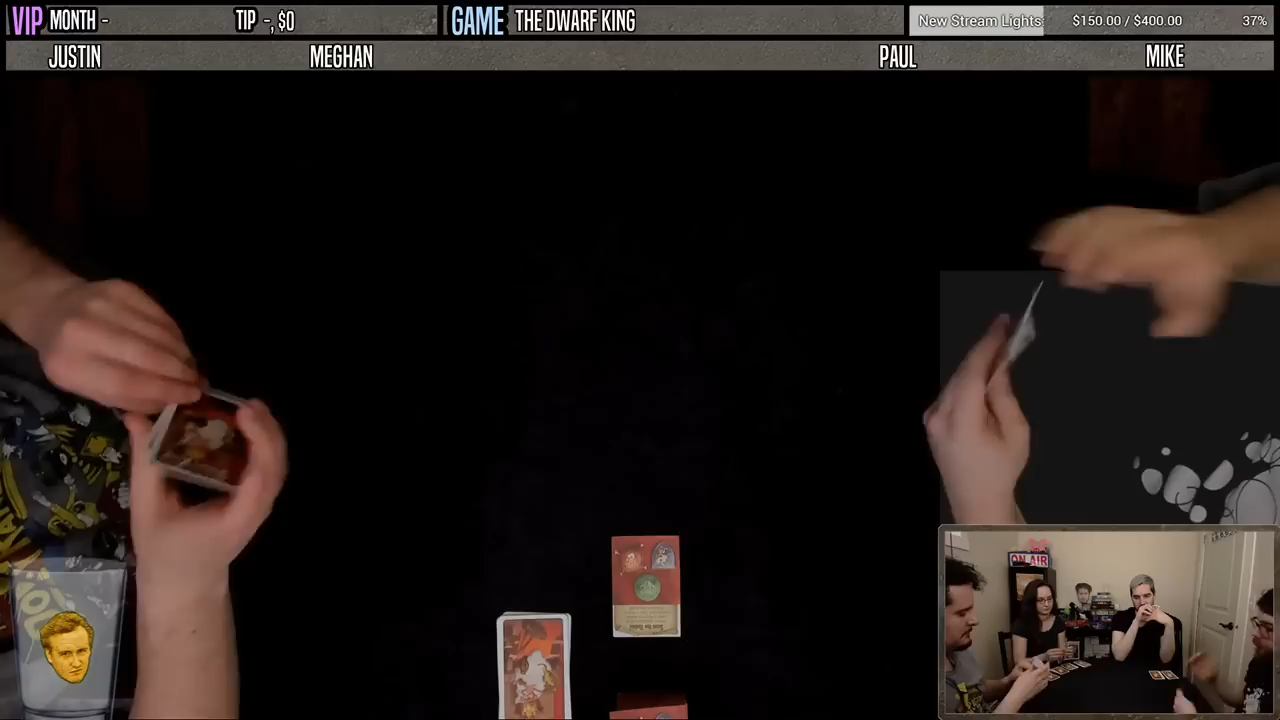 VIP MONTH - TIP -, $0 GAME THE DWARF KING New Stream Lights: $150.00 / $400.00 37%
JUSTIN MEGHAN PAUL MIKE
ON AIR